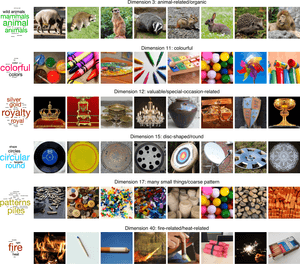 Dimension 3: animal-related/organic
wild animals
mammals
animal
animals
Dimension 11: colourful
colorful
colors
Dimension 12: valuable/special-occasion-related
silver
gold
royalty
royal
Dimension 15: disc-shaped/round
circles
circular
round
Dimension 17: many small things/coarse pattern
patterns
piles
Dimension 40: fire-related/heat-related
fire
heat